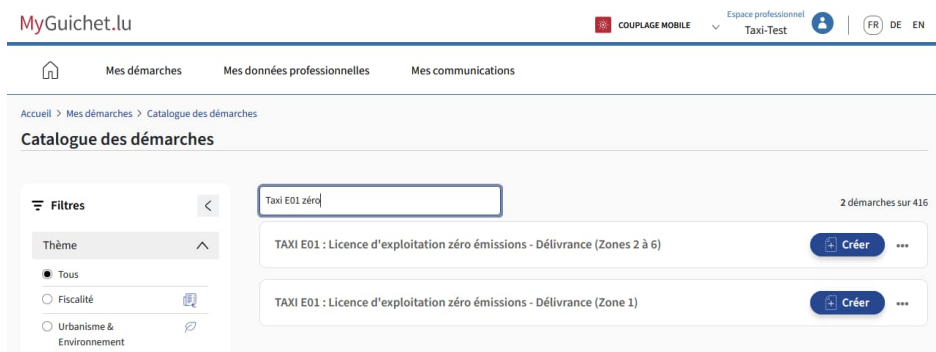 MyGuichet.lu
COUPLAGE MOBILE
Espace professionnel
Taxi-Test
FR DE EN
Mes démarches Mes données professionnelles Mes communications
Accueil > Mes démarches > Catalogue des démarches
Catalogue des démarches
Filtres
Taxi E01 zéro
2 démarches sur 416
Thème
TAXI E01 : Licence d'exploitation zéro émissions - Délivrance (Zones 2 à 6)
Créer
Tous
Fiscalité
TAXI E01 : Licence d'exploitation zéro émissions - Délivrance (Zone 1)
Créer
Urbanisme &
Environnement